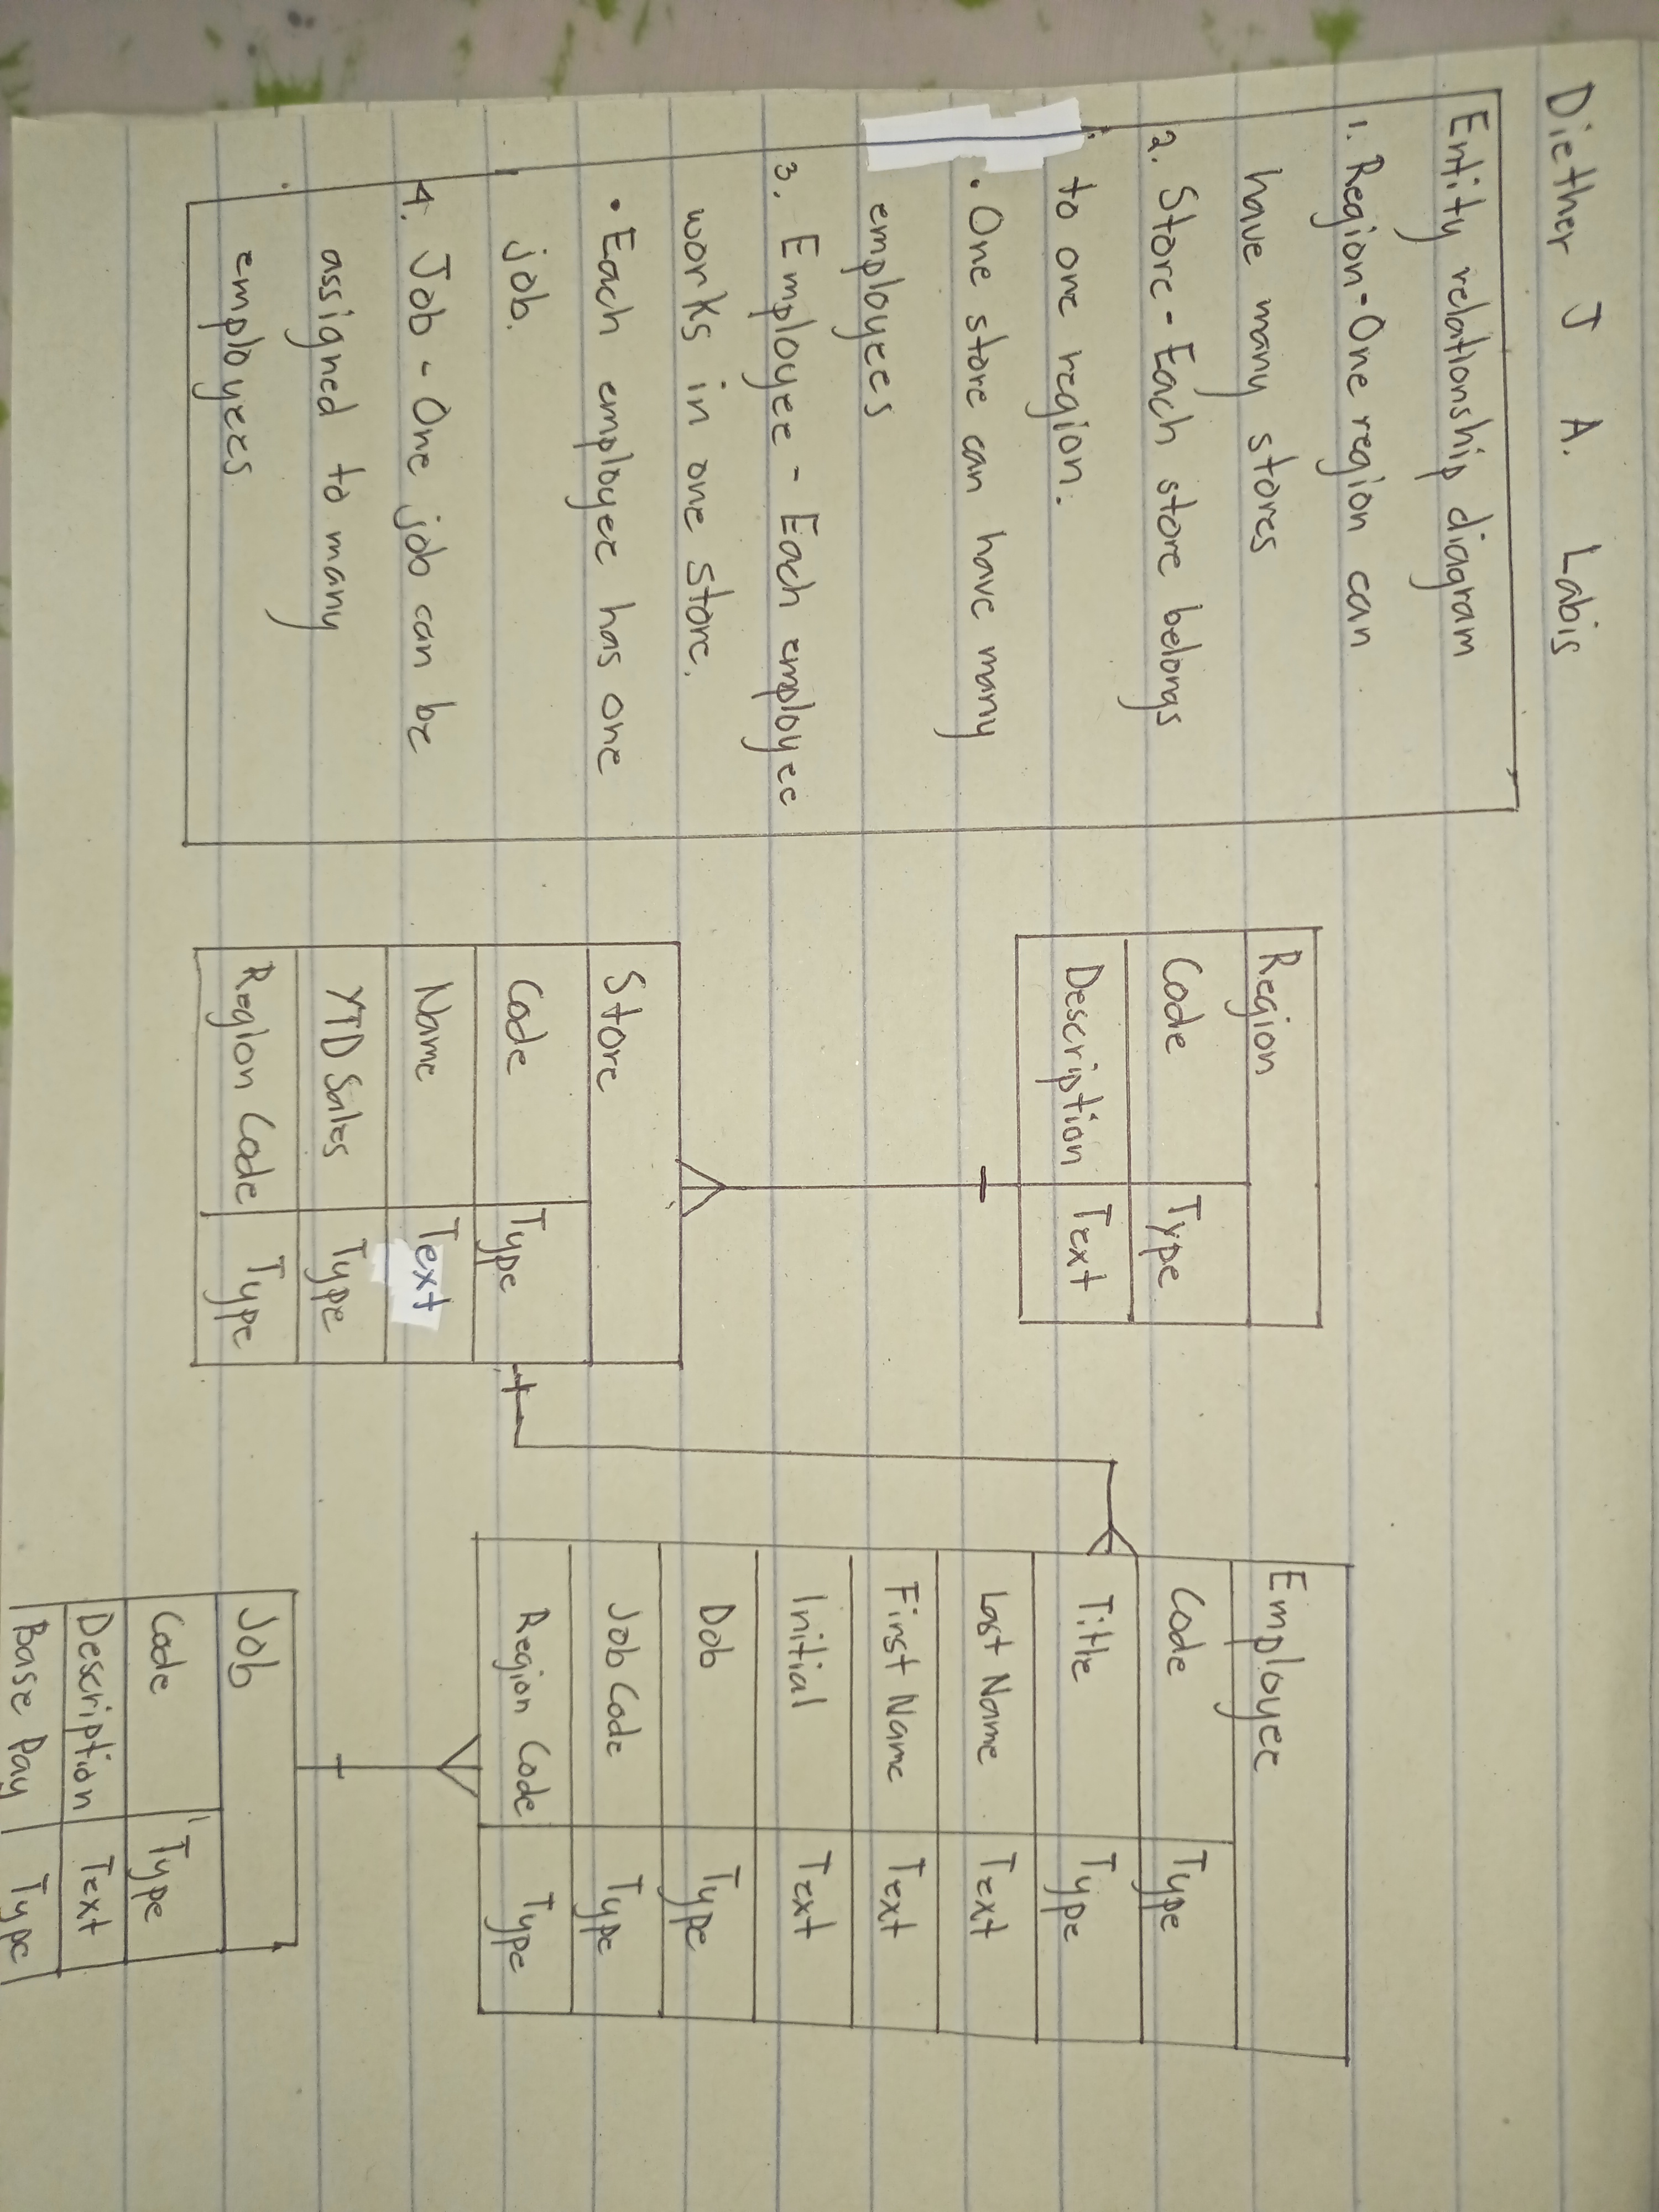 Diether J A. Labis
Entity relationship diagram
1. Region - One region can
have many stores
2. Store - Each store belongs
to one region.
• One store can have many
employees
3. Employee - Each employee
works in one store.
• Each employee has one
job.
4. Job - One job can be
assigned to many
employees
Region
Code Type
Description Text
Store
Code Type
Name Text
YTD Sales Type
Region Code Type
Employee
Code Type
Title Type
Last Name Text
First Name Text
Initial Text
Dob Type
Job Code Type
Region Code Type
Job
Code Type
Description Text
Base Pay Type